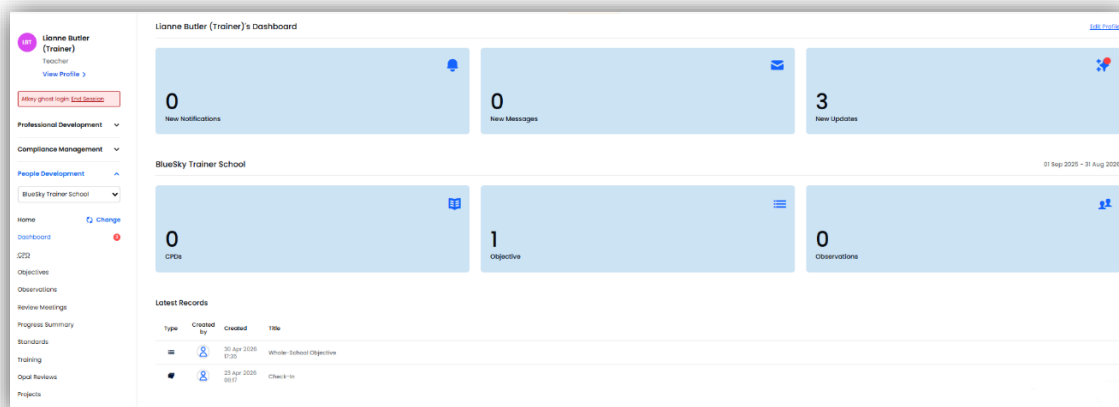 Lianne Butler (Trainer)'s Dashboard
Edit Profile
LBT
Lianne Butler
(Trainer)
Teacher
View Profile >
Attey ghost login: End Session
Professional Development
Compliance Management
People Development
BlueSky Trainer School
Home
Change
Dashboard
CPD
Objectives
Observations
Review Meetings
Progress Summary
Standards
Training
Opal Reviews
Projects
0
New Notifications
0
New Messages
3
New Updates
BlueSky Trainer School
01 Sep 2025 - 31 Aug 2026
0
CPDs
1
Objective
0
Observations
Latest Records
Type Created by Created Title
30 Apr 2026
17:25
Whole-School Objective
23 Apr 2026
Check-In